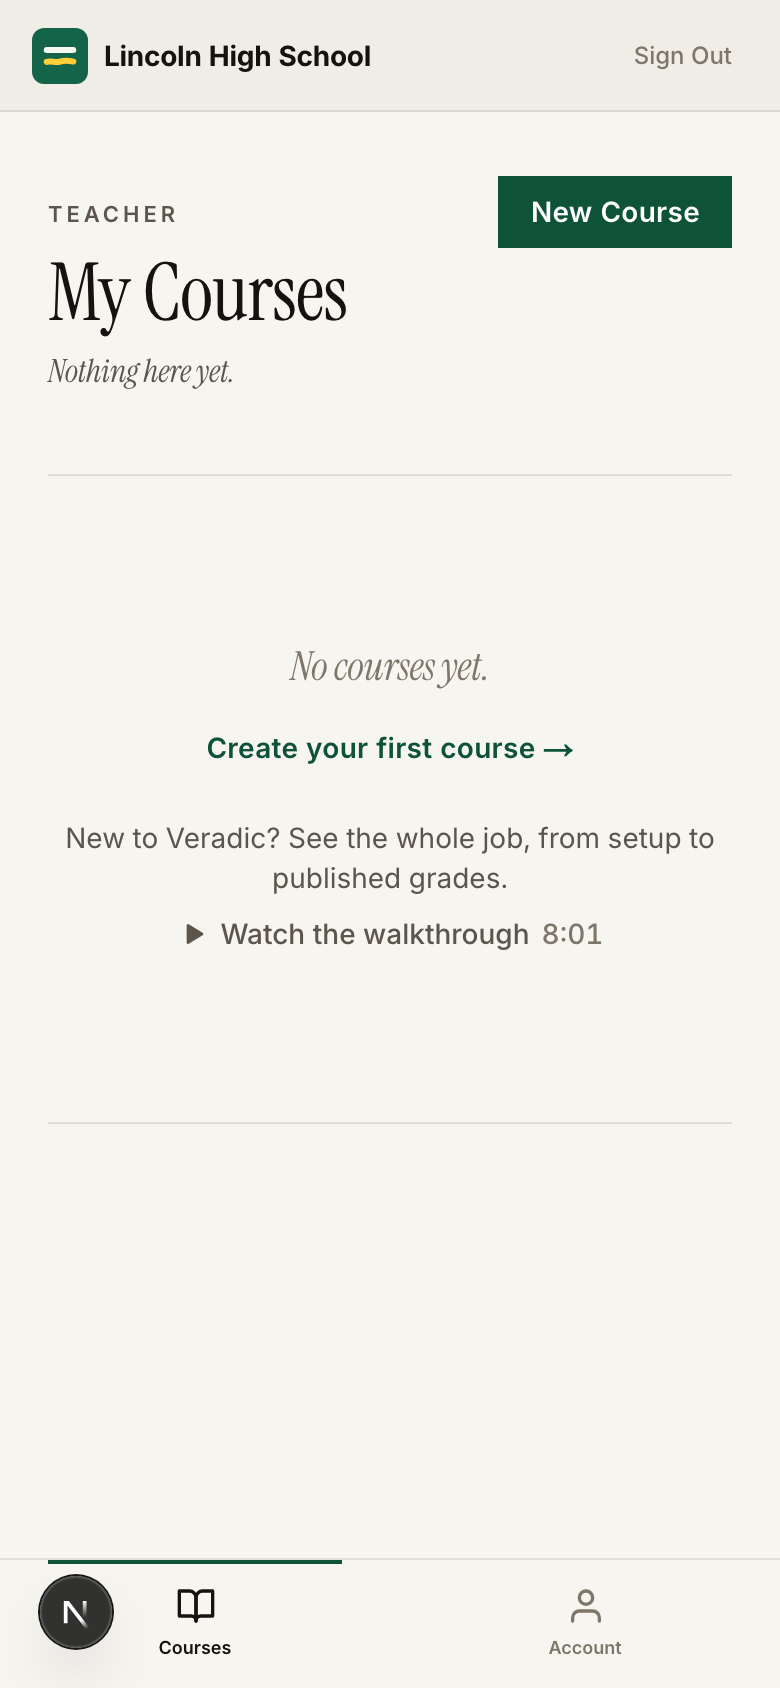 Lincoln High School
Sign Out
TEACHER
New Course
My Courses
Nothing here yet.
No courses yet.
Create your first course →
New to Veradic? See the whole job, from setup to
published grades.
Watch the walkthrough 8:01
N
Courses
Account